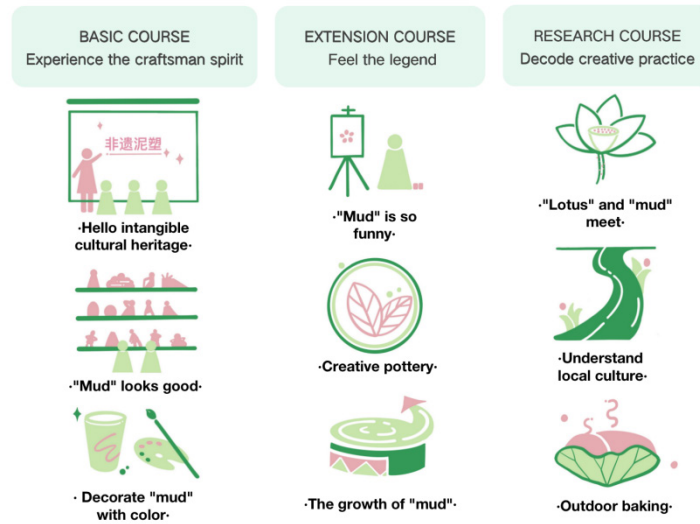 BASIC COURSE
Experience the craftsman spirit
非遗泥塑
·Hello intangible
cultural heritage·
·"Mud" looks good·
· Decorate "mud"
with color·
EXTENSION COURSE
Feel the legend
·"Mud" is so
funny·
·Creative pottery·
·The growth of "mud"·
RESEARCH COURSE
Decode creative practice
·"Lotus" and "mud"
meet·
·Understand
local culture·
·Outdoor baking·